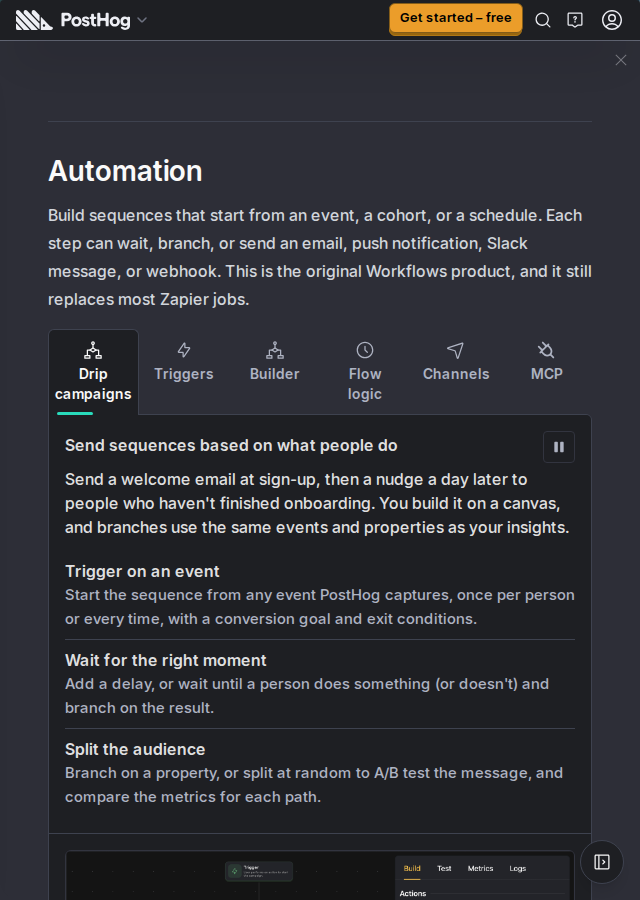 PostHog
Get started – free
Automation
Build sequences that start from an event, a cohort, or a schedule. Each
step can wait, branch, or send an email, push notification, Slack
message, or webhook. This is the original Workflows product, and it still
replaces most Zapier jobs.
Drip
campaigns
Triggers
Builder
Flow
logic
Channels
MCP
Send sequences based on what people do
Send a welcome email at sign-up, then a nudge a day later to
people who haven't finished onboarding. You build it on a canvas,
and branches use the same events and properties as your insights.
Trigger on an event
Start the sequence from any event PostHog captures, once per person
or every time, with a conversion goal and exit conditions.
Wait for the right moment
Add a delay, or wait until a person does something (or doesn't) and
branch on the result.
Split the audience
Branch on a property, or split at random to A/B test the message, and
compare the metrics for each path.
Trigger
Build Test Metrics Logs
Actions